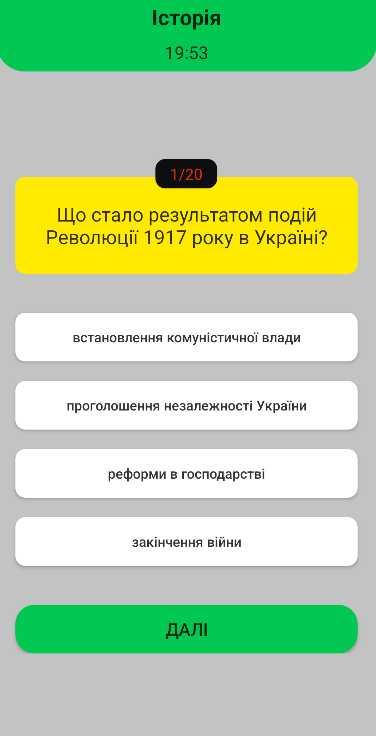 Історія
19:53
1/20
Що стало результатом подій
Революції 1917 року в Україні?
встановлення комуністичної влади
проголошення незалежності України
реформи в господарстві
закінчення війни
ДАЛІ